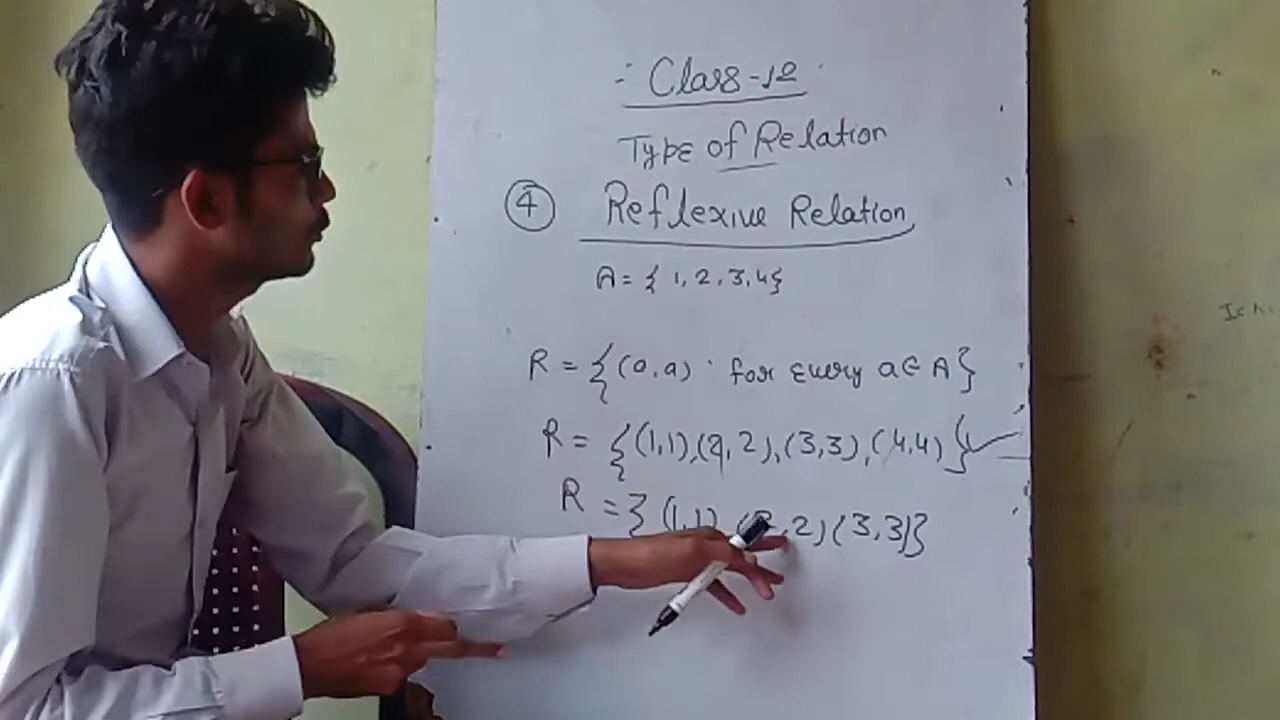 Class-12
Type of Relation
4 Reflexive Relation
A = { 1, 2, 3, 4}
R = {(a, a) : for every a ∈ A}
R = {(1,1),(2, 2),(3,3),(4,4)}
R = { (1,1) (2,2) (3,3)}